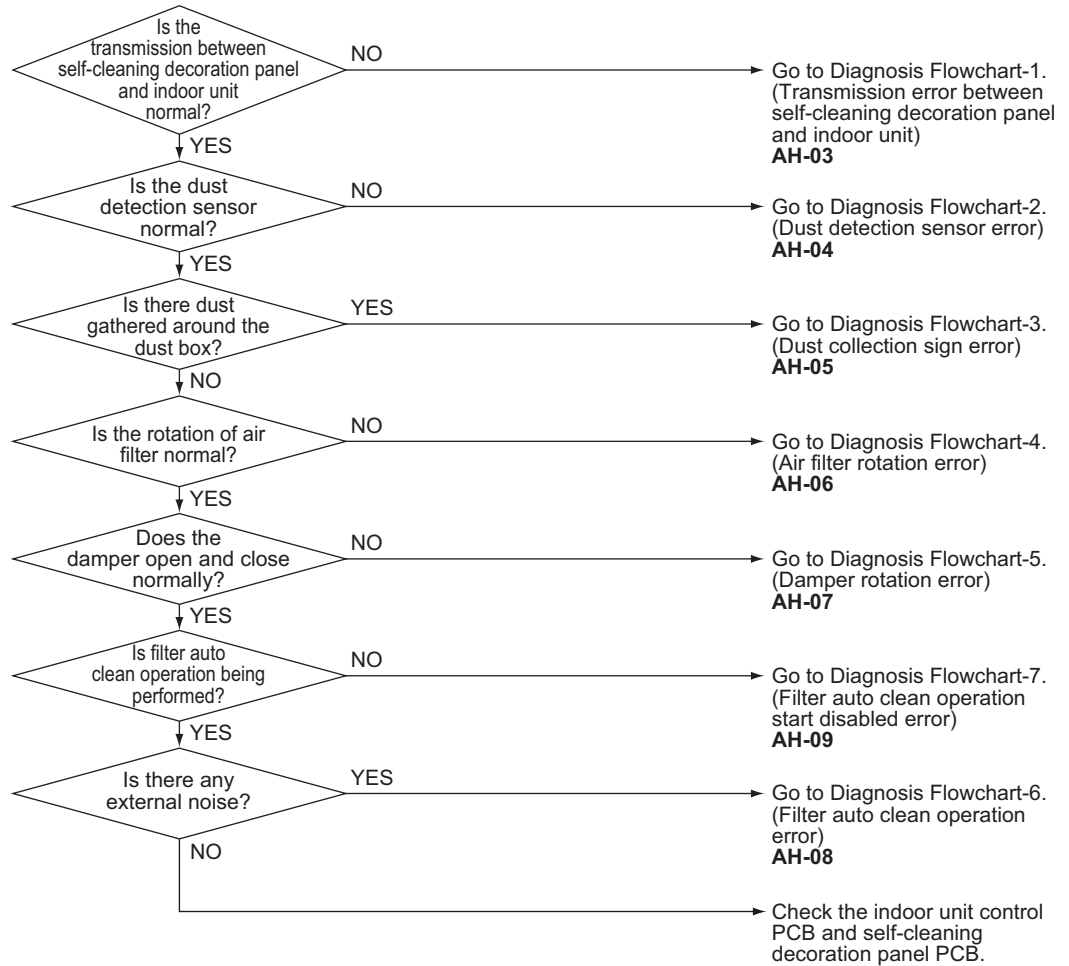 Is the
transmission between
self-cleaning decoration panel
and indoor unit
normal?
NO
Go to Diagnosis Flowchart-1.
(Transmission error between
self-cleaning decoration panel
and indoor unit)
AH-03
YES
Is the dust
detection sensor
normal?
NO
Go to Diagnosis Flowchart-2.
(Dust detection sensor error)
AH-04
YES
Is there dust
gathered around the
dust box?
YES
Go to Diagnosis Flowchart-3.
(Dust collection sign error)
AH-05
NO
Is the rotation of air
filter normal?
NO
Go to Diagnosis Flowchart-4.
(Air filter rotation error)
AH-06
YES
Does the
damper open and close
normally?
NO
Go to Diagnosis Flowchart-5.
(Damper rotation error)
AH-07
YES
Is filter auto
clean operation being
performed?
NO
Go to Diagnosis Flowchart-7.
(Filter auto clean operation
start disabled error)
AH-09
YES
Is there any
external noise?
YES
Go to Diagnosis Flowchart-6.
(Filter auto clean operation
error)
AH-08
NO
Check the indoor unit control
PCB and self-cleaning
decoration panel PCB.